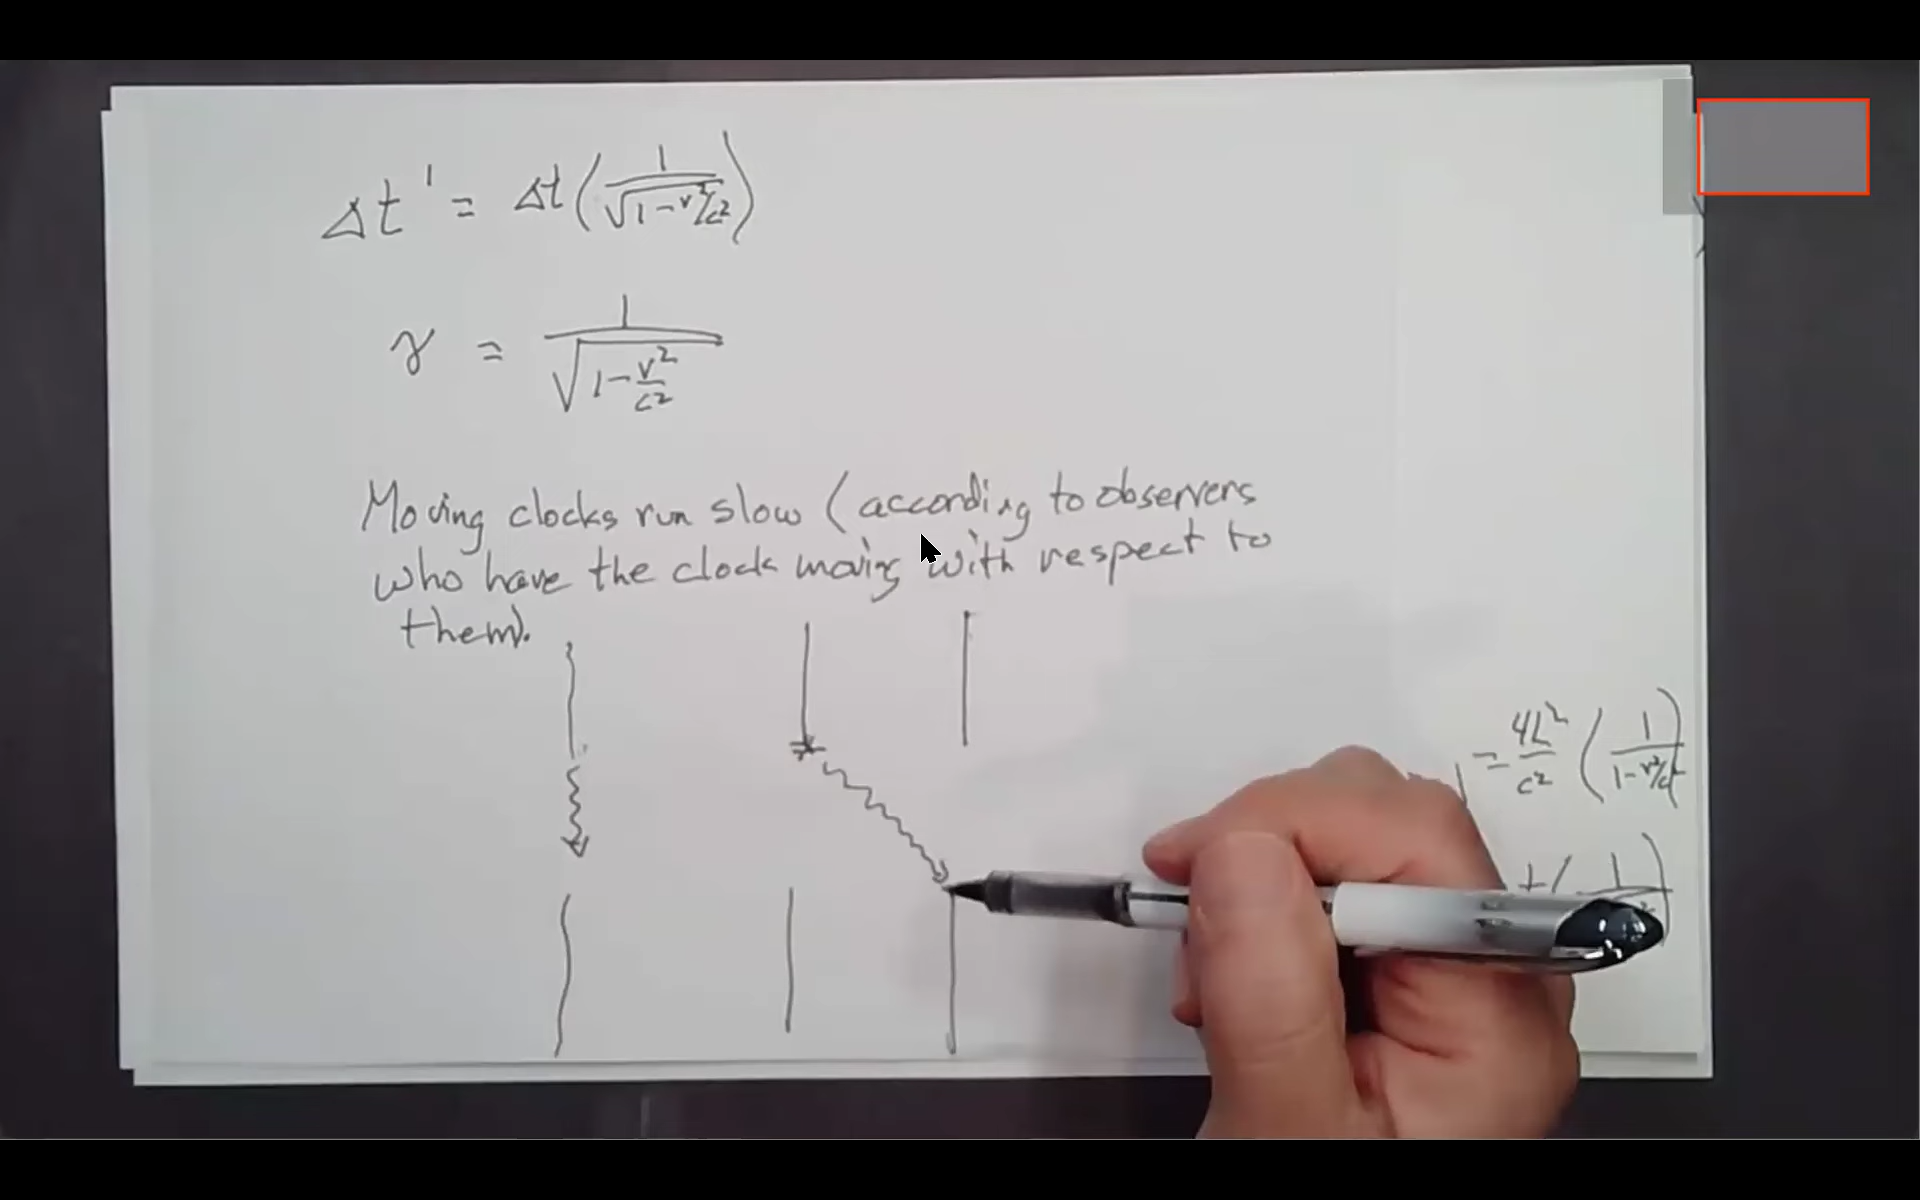 Δt' = Δt(1/√(1-v²/c²))
γ = 1/√(1-v²/c²)
Moving clocks run slow (according to observers
who have the clock moving with respect to
them).
= 4L²/c² (1/(1-v²/c²))